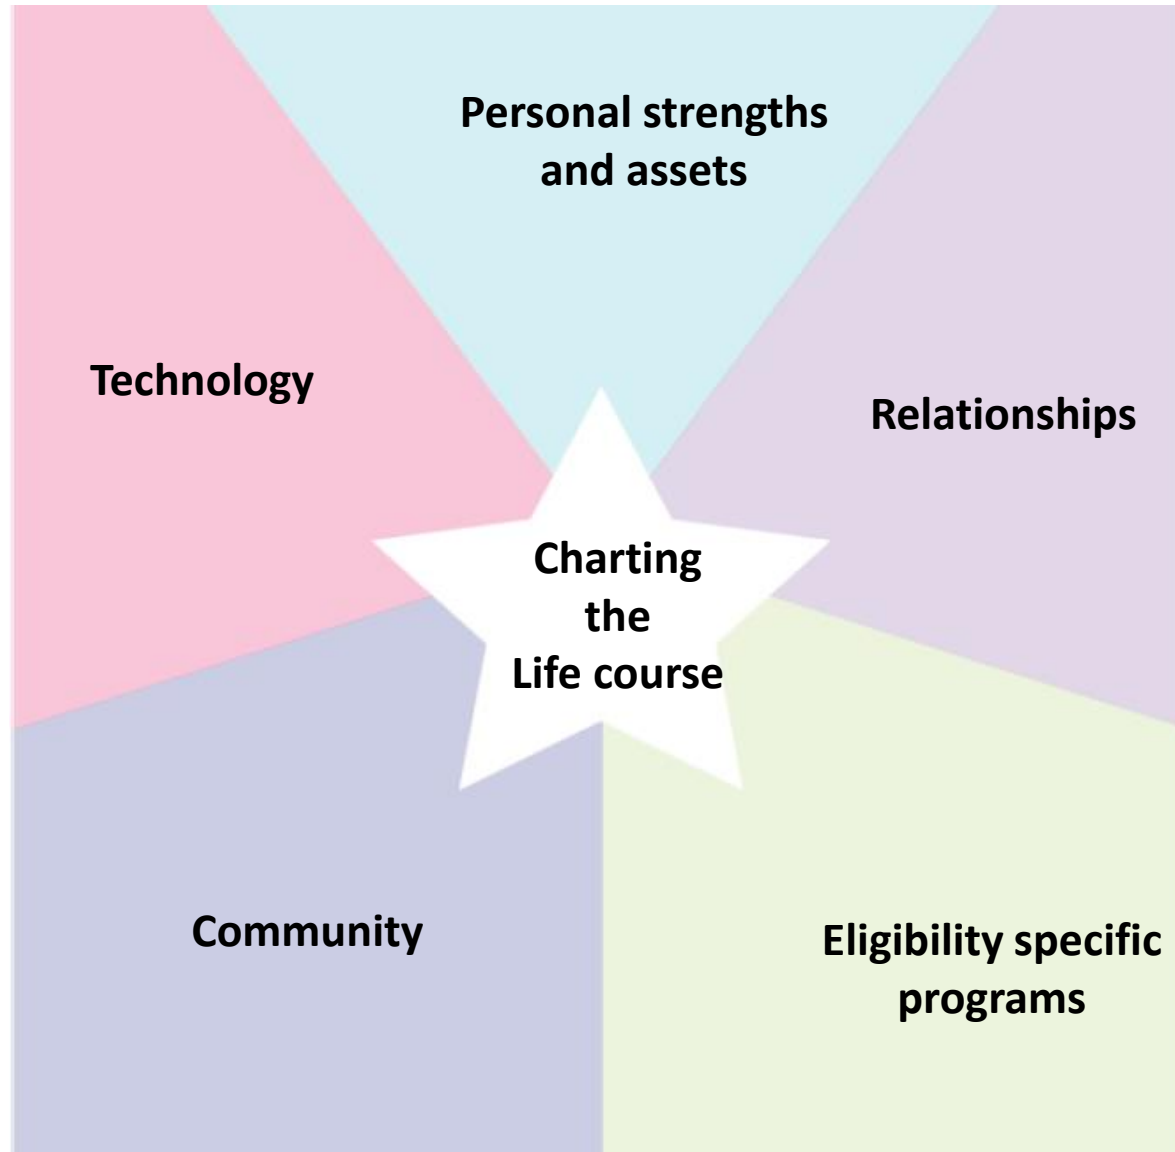 Personal strengths
and assets
Technology
Relationships
Charting
the
Life course
Community
Eligibility specific
programs